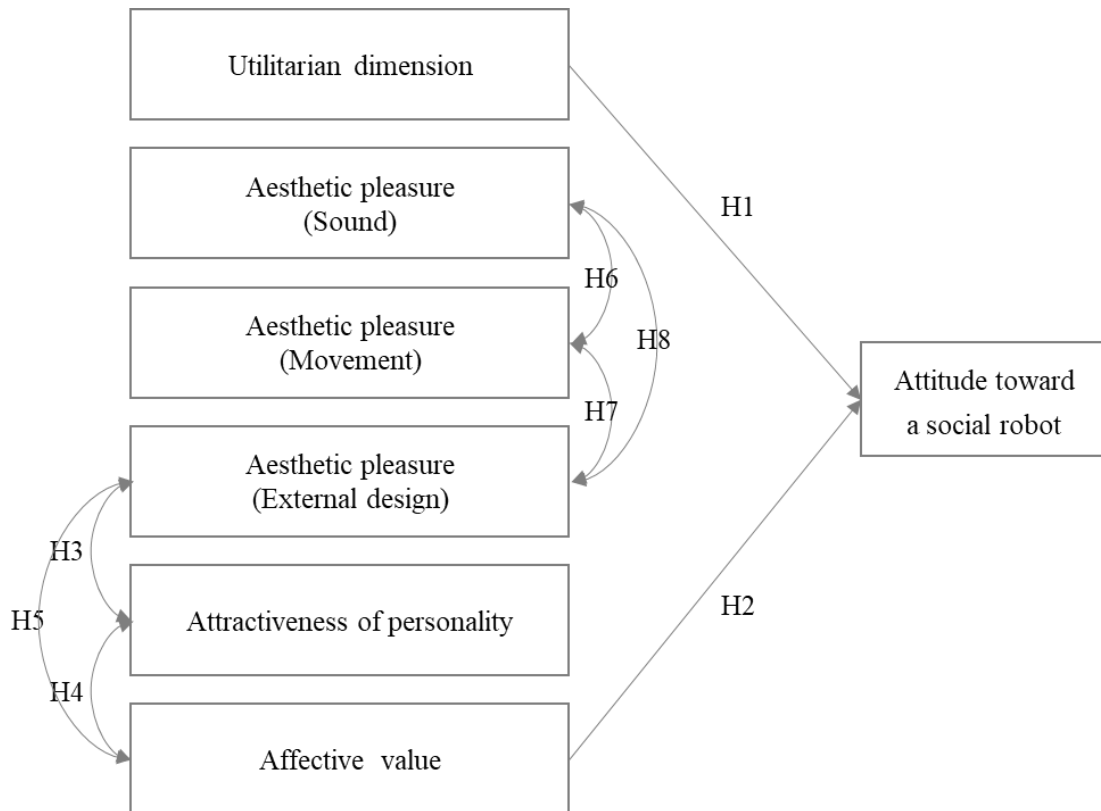 Utilitarian dimension
Aesthetic pleasure
(Sound)
H1
H6
Aesthetic pleasure
(Movement)
H8
Attitude toward
a social robot
H7
Aesthetic pleasure
(External design)
H3
H5
Attractiveness of personality
H2
H4
Affective value